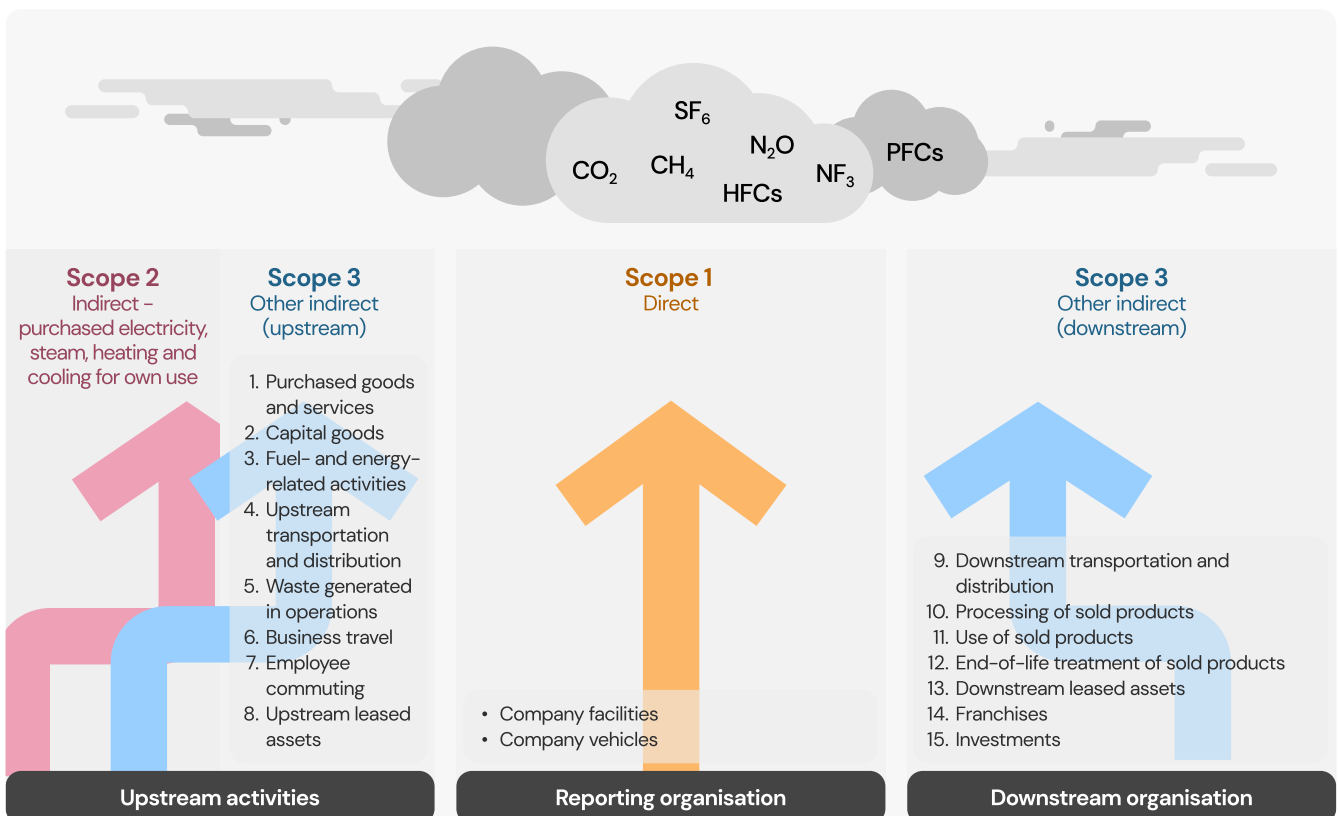 SF₆
N₂O
CO₂
CH₄
NF₃
HFCs
PFCs
Scope 2
Indirect –
purchased electricity,
steam, heating and
cooling for own use
Scope 3
Other indirect
(upstream)
1. Purchased goods
and services
2. Capital goods
3. Fuel- and energy-
related activities
4. Upstream
transportation
and distribution
5. Waste generated
in operations
6. Business travel
7. Employee
commuting
8. Upstream leased
assets
Upstream activities
Scope 1
Direct
• Company facilities
• Company vehicles
Reporting organisation
Scope 3
Other indirect
(downstream)
9. Downstream transportation and
distribution
10. Processing of sold products
11. Use of sold products
12. End-of-life treatment of sold products
13. Downstream leased assets
14. Franchises
15. Investments
Downstream organisation